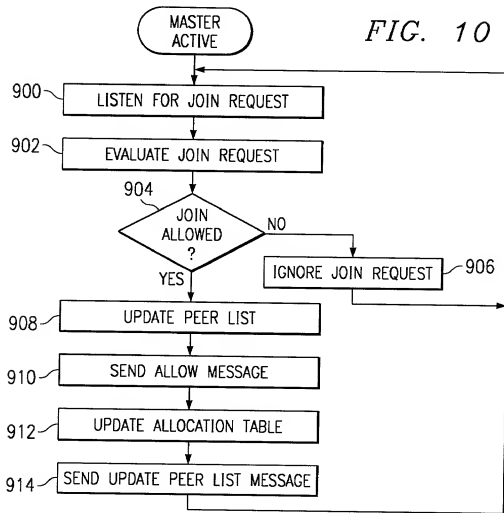 MASTER
ACTIVE
FIG. 10
900
LISTEN FOR JOIN REQUEST
902
EVALUATE JOIN REQUEST
904
JOIN
ALLOWED
?
NO
YES
IGNORE JOIN REQUEST
906
908
UPDATE PEER LIST
910
SEND ALLOW MESSAGE
912
UPDATE ALLOCATION TABLE
914
SEND UPDATE PEER LIST MESSAGE